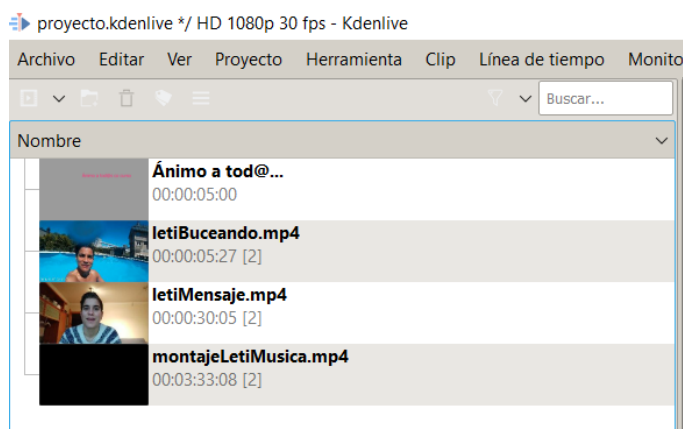 proyecto.kdenlive */ HD 1080p 30 fps - Kdenlive
Archivo Editar Ver Proyecto Herramienta Clip Línea de tiempo Monito
Buscar...
Nombre
Ánimo a tod@...
00:00:05:00
letiBuceando.mp4
00:00:05:27 [2]
letiMensaje.mp4
00:00:30:05 [2]
montajeLetiMusica.mp4
00:03:33:08 [2]